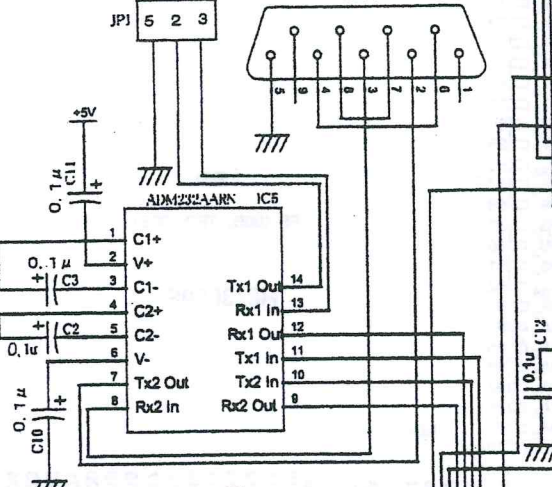 JP1 5 2 3
5 9 4 8 3 7 2 6 1
+5V
0.1μ C11 +
ADM232AARN IC5
1 C1+
2 V+
0.1μ + C3 3 C1-
4 C2+
+ C2 5 C2-
0.1u
6 V-
7 Tx2 Out
8 Rx2 In
0.1μ C10 +
Tx1 Out 14
Rx1 In 13
Rx1 Out 12
Tx1 In 11
Tx2 In 10
Rx2 Out 9
0.1u C12